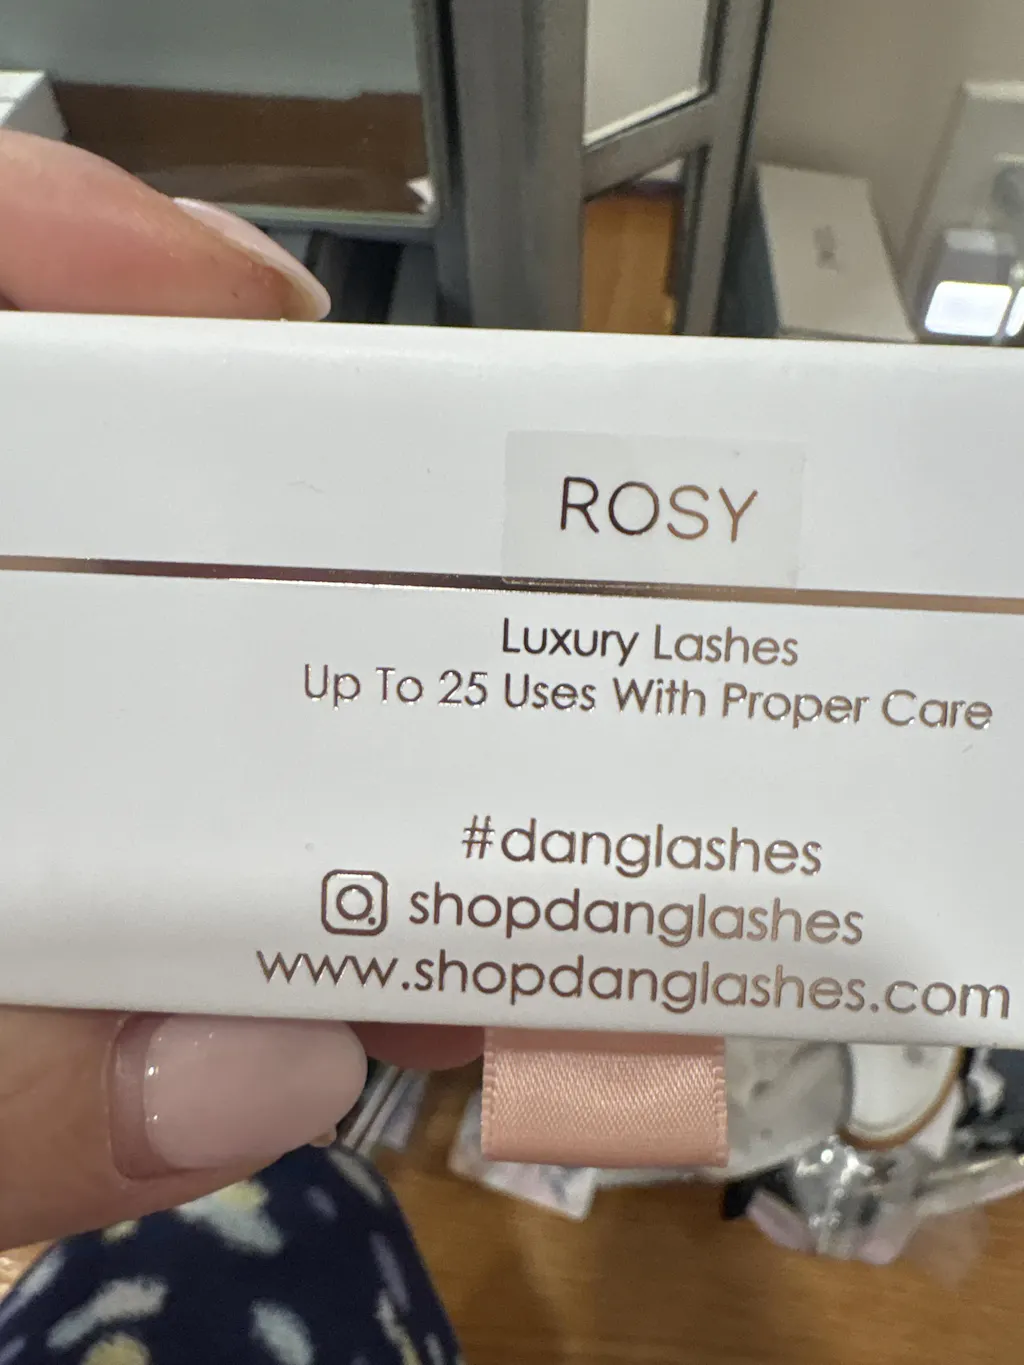 ROSY
Luxury Lashes
Up To 25 Uses With Proper Care
#danglashes
shopdanglashes
www.shopdanglashes.com